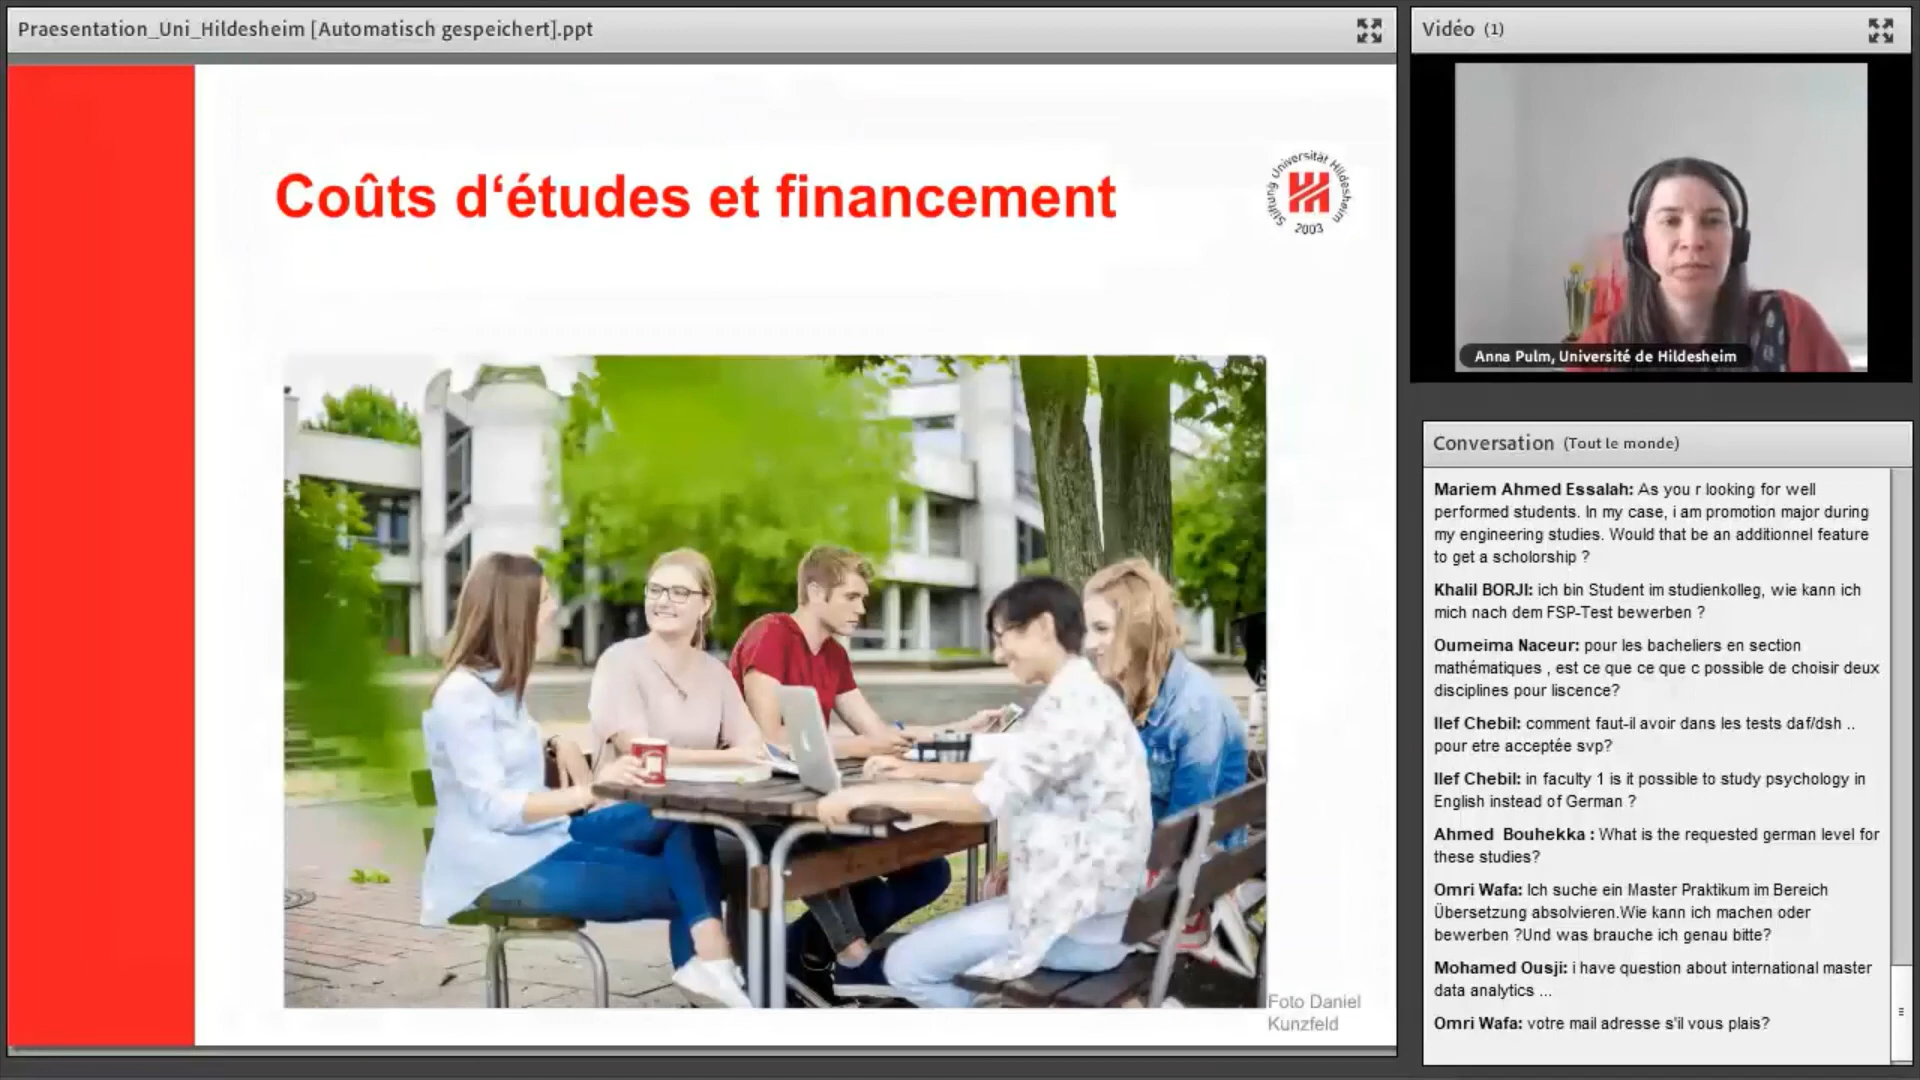 Praesentation_Uni_Hildesheim [Automatisch gespeichert].ppt
Coûts d‘études et financement
Stiftung Universität Hildesheim
2003
Foto Daniel
Kunzfeld
Vidéo (1)
Anna Pulm, Université de Hildesheim
Conversation (Tout le monde)
Mariem Ahmed Essalah: As you r looking for well
performed students. In my case, i am promotion major during
my engineering studies. Would that be an additionnel feature
to get a scholorship ?
Khalil BORJI: ich bin Student im studienkolleg, wie kann ich
mich nach dem FSP-Test bewerben ?
Oumeima Naceur: pour les bacheliers en section
mathématiques , est ce que ce que c possible de choisir deux
disciplines pour liscence?
Ilef Chebil: comment faut-il avoir dans les tests daf/dsh ..
pour etre acceptée svp?
Ilef Chebil: in faculty 1 is it possible to study psychology in
English instead of German ?
Ahmed Bouhekka : What is the requested german level for
these studies?
Omri Wafa: Ich suche ein Master Praktikum im Bereich
Übersetzung absolvieren.Wie kann ich machen oder
bewerben ?Und was brauche ich genau bitte?
Mohamed Ousji: i have question about international master
data analytics ...
Omri Wafa: votre mail adresse s'il vous plais?